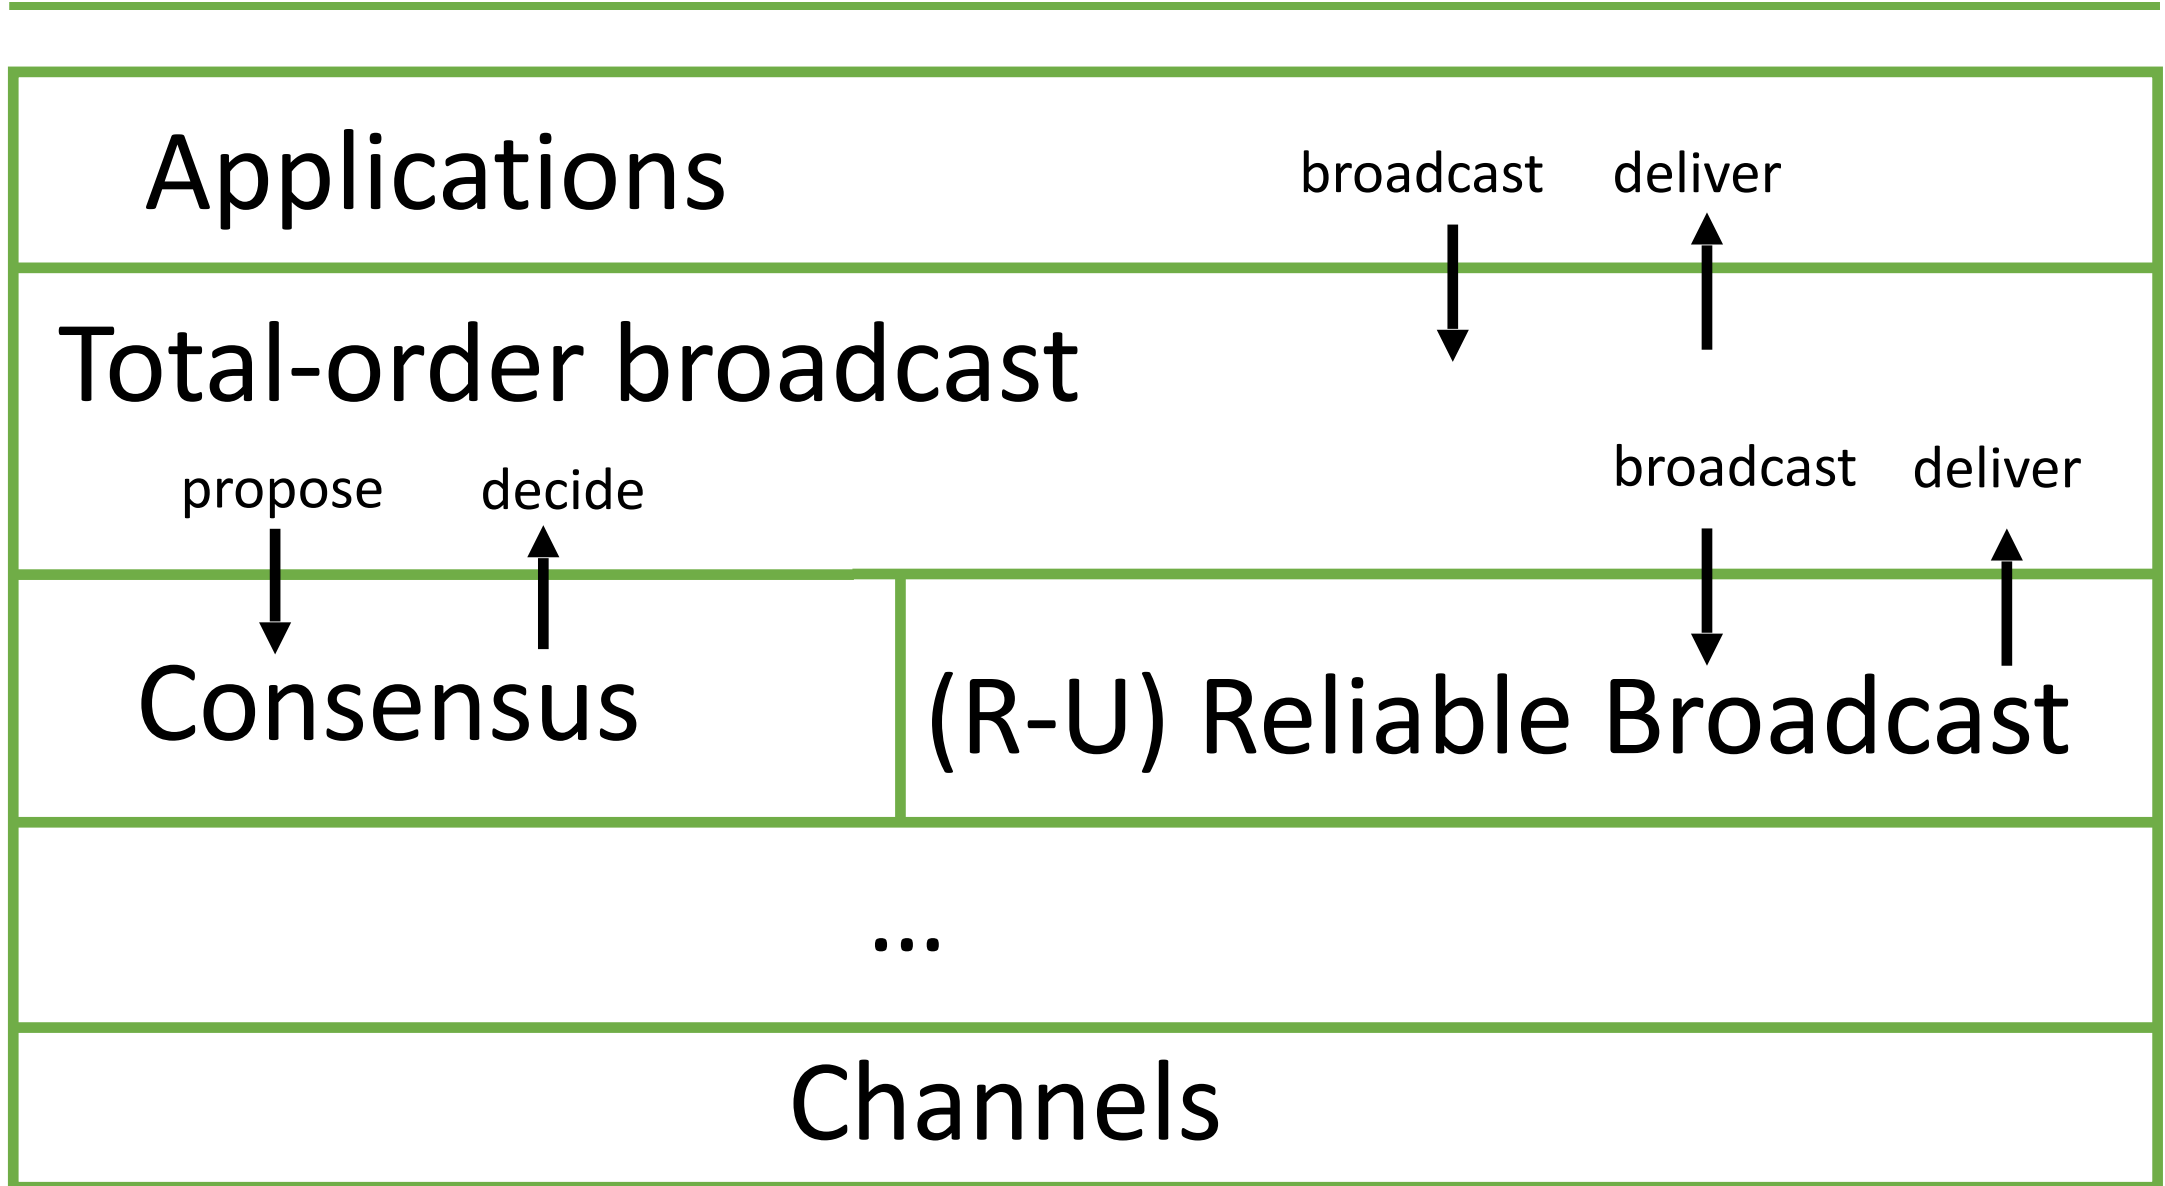 Applications
broadcast deliver
Total-order broadcast
broadcast deliver
propose decide
Consensus
(R-U) Reliable Broadcast
...
Channels